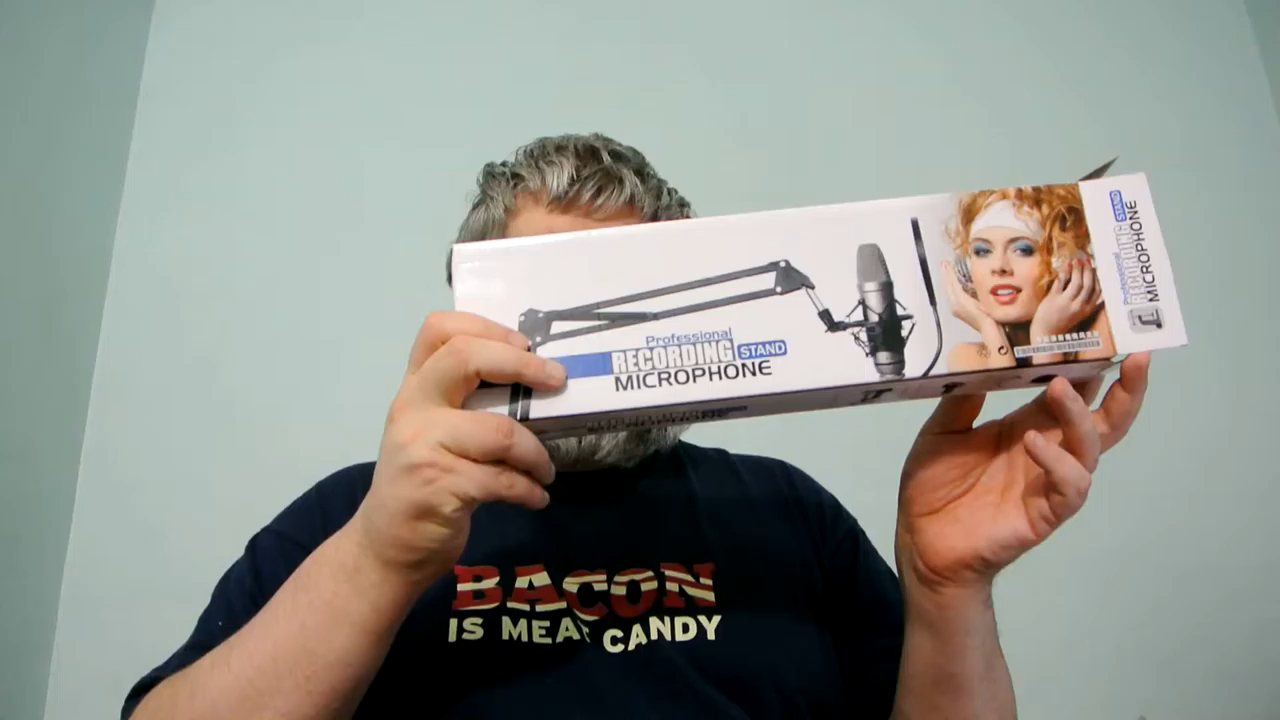 Professional
RECORDING STAND
MICROPHONE
Professional
RECORDING STAND
MICROPHONE
BACON
IS MEAT CANDY